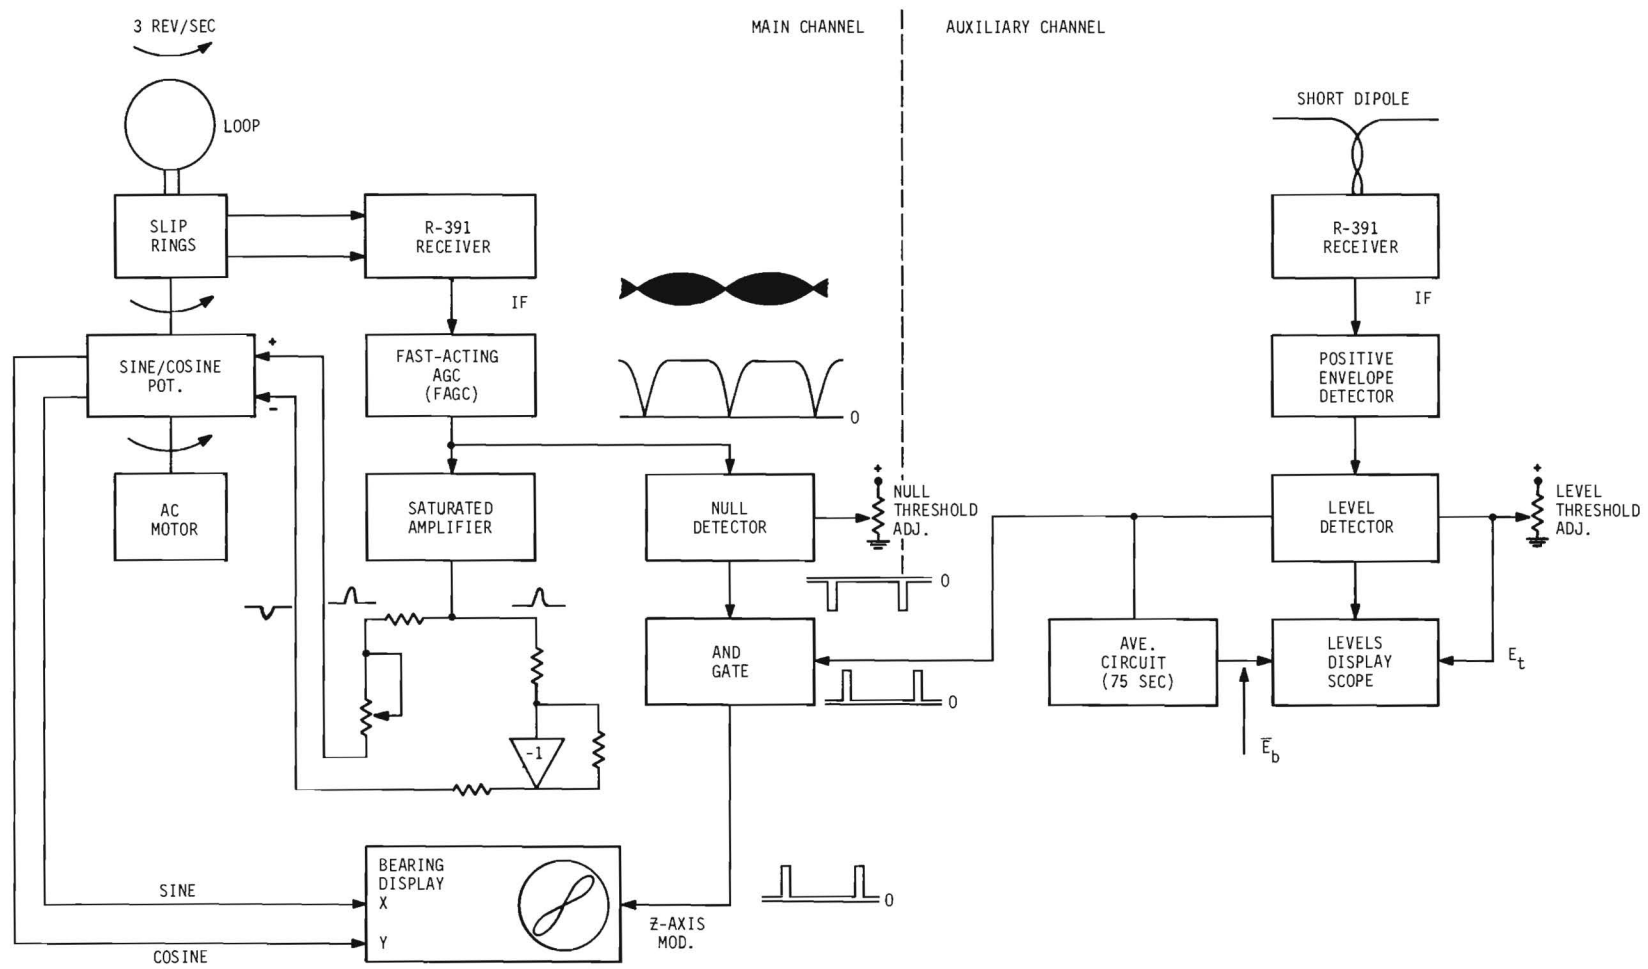 3 REV/SEC
MAIN CHANNEL
AUXILIARY CHANNEL
LOOP
SHORT DIPOLE
SLIP
RINGS
R-391
RECEIVER
R-391
RECEIVER
IF
IF
+
-
SINE/COSINE
POT.
FAST-ACTING
AGC
(FAGC)
0
POSITIVE
ENVELOPE
DETECTOR
AC
MOTOR
SATURATED
AMPLIFIER
NULL
DETECTOR
+
NULL
THRESHOLD
ADJ.
0
LEVEL
DETECTOR
+
LEVEL
THRESHOLD
ADJ.
AND
GATE
0
AVE.
CIRCUIT
(75 SEC)
LEVELS
DISPLAY
SCOPE
Et
E̅b
-1
BEARING
DISPLAY
X
Y
SINE
COSINE
Z-AXIS
MOD.
0